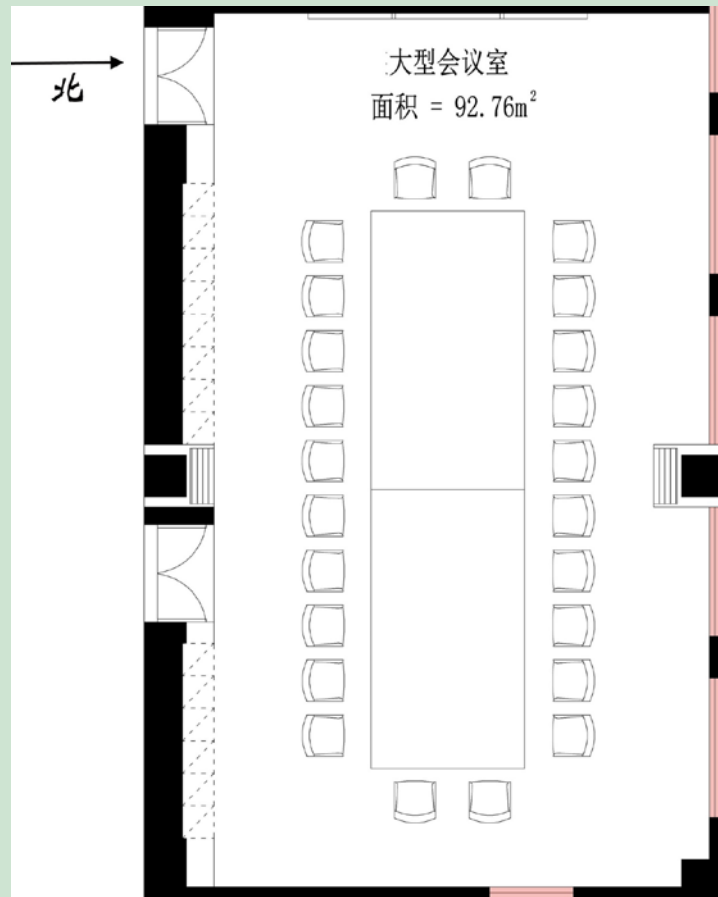 大型会议室
面积 = 92.76m²
北